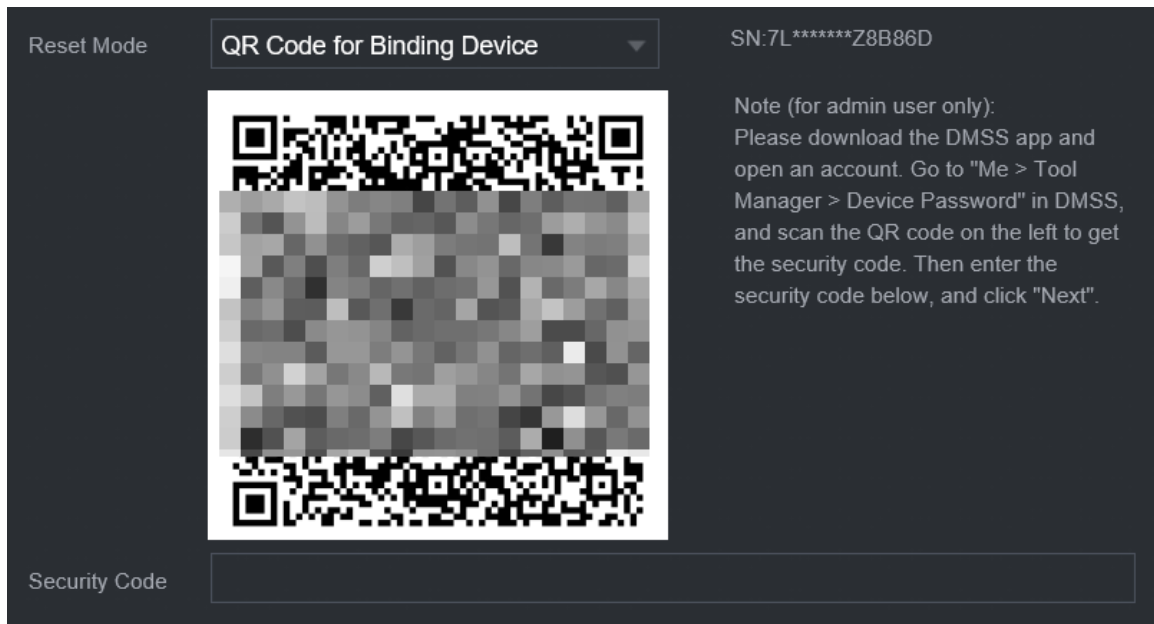 Reset Mode
QR Code for Binding Device
SN:7L*******Z8B86D
Note (for admin user only):
Please download the DMSS app and
open an account. Go to "Me > Tool
Manager > Device Password" in DMSS,
and scan the QR code on the left to get
the security code. Then enter the
security code below, and click "Next".
Security Code